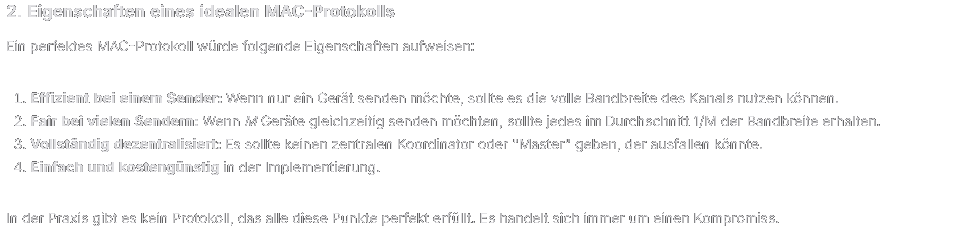 2. Eigenschaften eines idealen MAC-Protokolls
Ein perfektes MAC-Protokoll würde folgende Eigenschaften aufweisen:
1. Effizient bei einem Sender: Wenn nur ein Gerät senden möchte, sollte es die volle Bandbreite des Kanals nutzen können.
2. Fair bei vielen Sendern: Wenn M Geräte gleichzeitig senden möchten, sollte jedes im Durchschnitt 1/M der Bandbreite erhalten.
3. Vollständig dezentralisiert: Es sollte keinen zentralen Koordinator oder "Master" geben, der ausfallen könnte.
4. Einfach und kostengünstig in der Implementierung.
In der Praxis gibt es kein Protokoll, das alle diese Punkte perfekt erfüllt. Es handelt sich immer um einen Kompromiss.